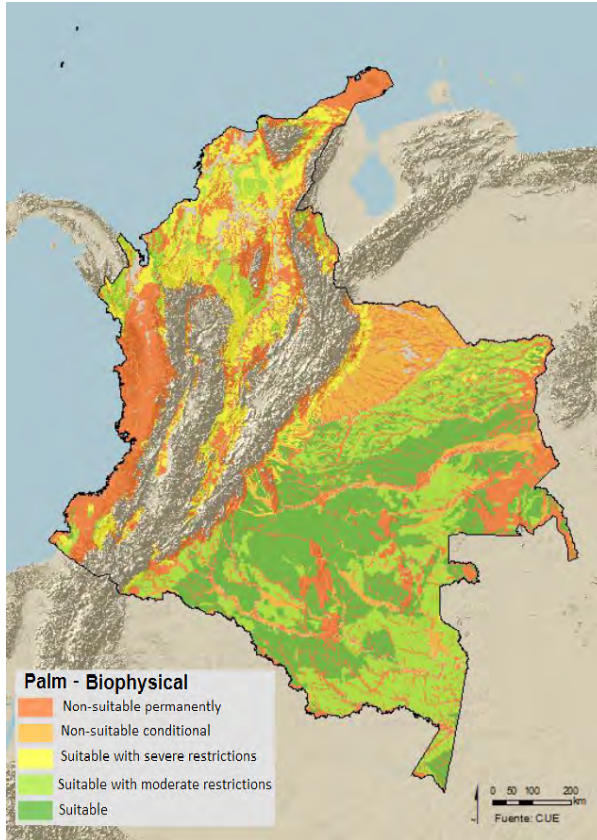 Palm - Biophysical
Non-suitable permanently
Non-suitable conditional
Suitable with severe restrictions
Suitable with moderate restrictions
Suitable
0 50 100 200
km
Fuente: CUE